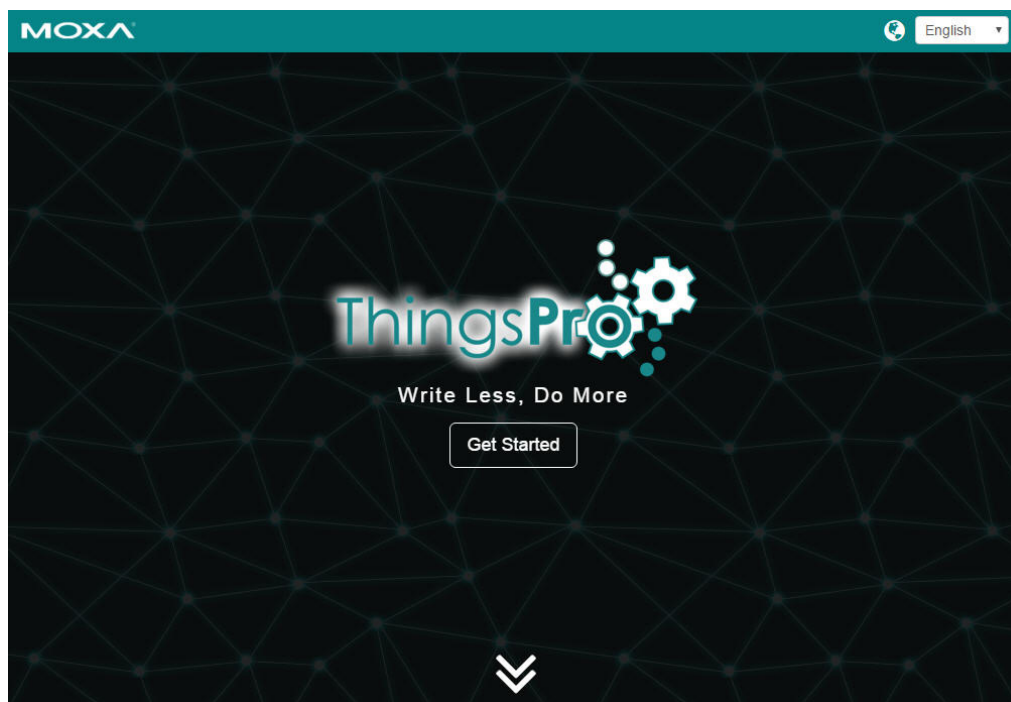 MOXA
English
ThingsPro
Write Less, Do More
Get Started